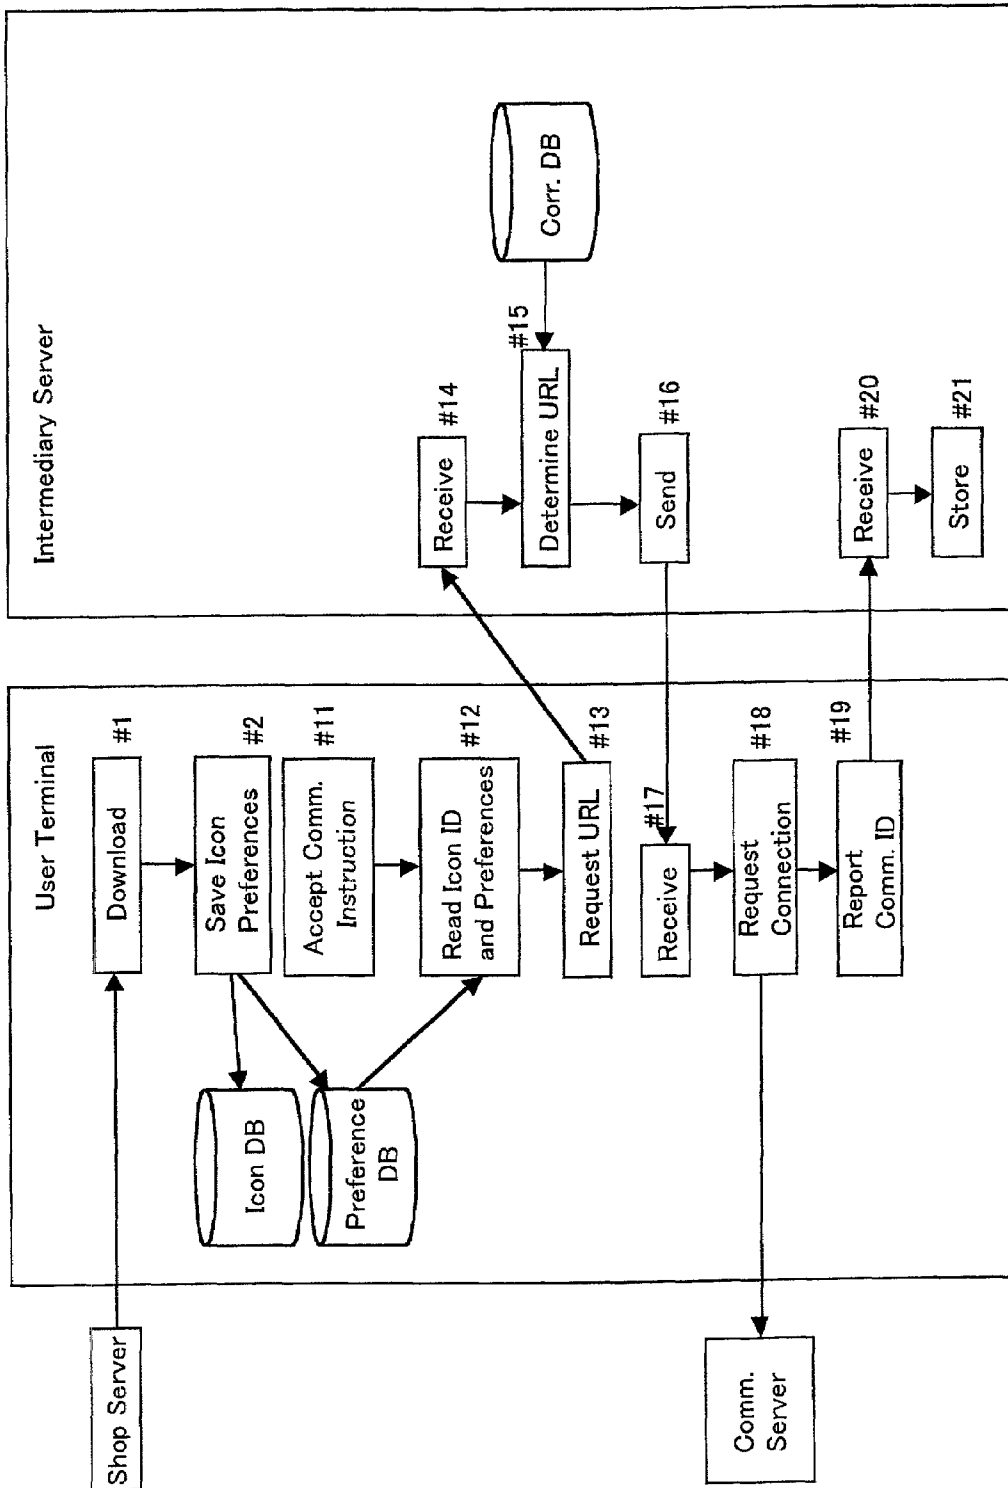 Shop Server
Comm.
Server
User Terminal
Download
#1
Save Icon
Preferences
#2
Icon DB
Preference
DB
Accept Comm.
Instruction
#11
Read Icon ID
and Preferences
#12
Request URL
#13
Receive
#17
Request
Connection
#18
Report
Comm. ID
#19
Intermediary Server
Receive
#14
Determine URL
#15
Corr. DB
Send
#16
Receive
#20
Store
#21